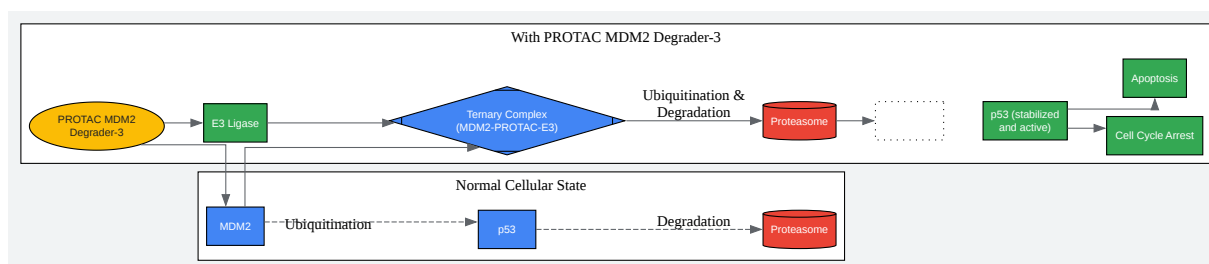 With PROTAC MDM2 Degrader-3
PROTAC MDM2
Degrader-3
E3 Ligase
Ternary Complex
(MDM2-PROTAC-E3)
Ubiquitination &
Degradation
Proteasome
p53 (stabilized
and active)
Apoptosis
Cell Cycle Arrest
Normal Cellular State
MDM2
Ubiquitination
p53
Degradation
Proteasome